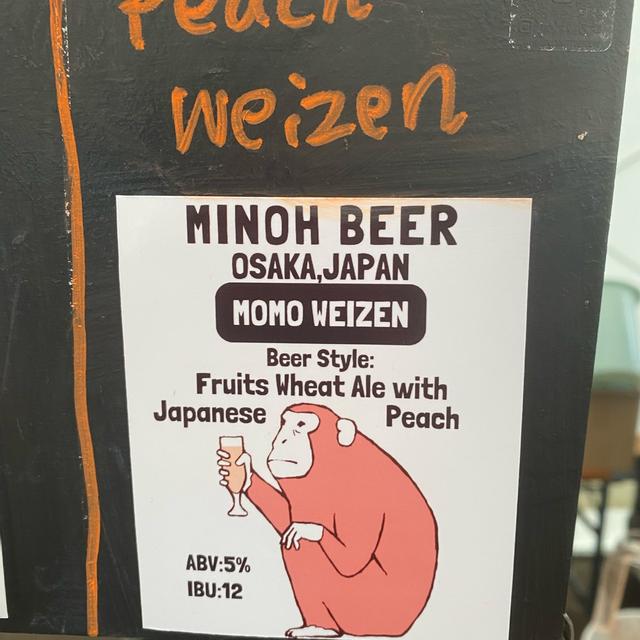 Peach
weizen
MINOH BEER
OSAKA,JAPAN
MOMO WEIZEN
Beer Style:
Fruits Wheat Ale with
Japanese Peach
ABV:5%
IBU:12